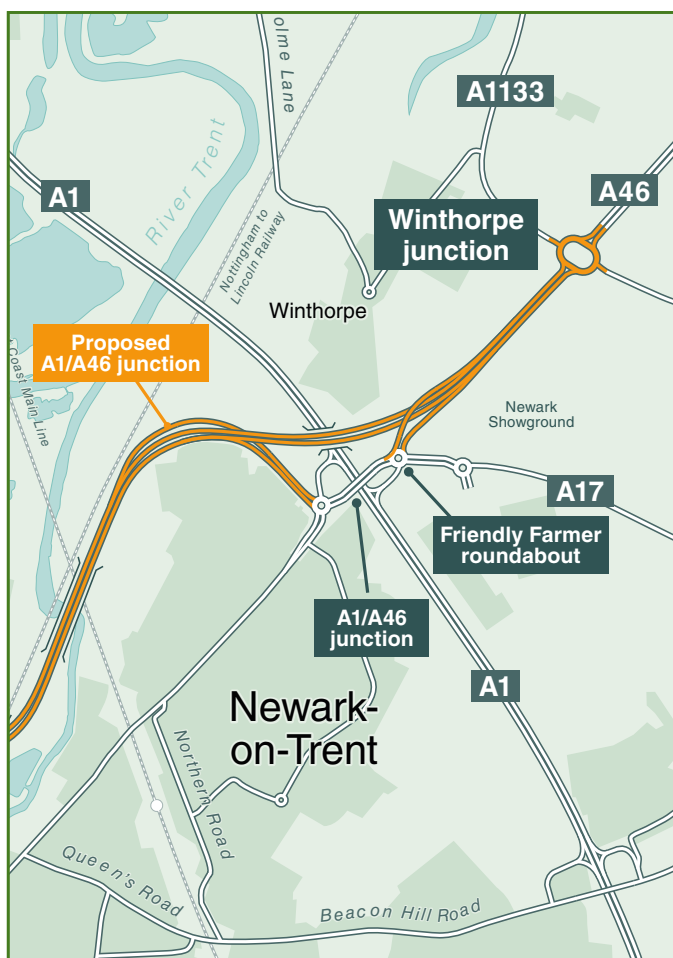 olme Lane
A1133
River Trent
A1
A46
Winthorpe
junction
Nottingham to
Lincoln Railway
Winthorpe
Proposed
A1/A46 junction
Coast Main Line
Newark
Showground
A17
Friendly Farmer
roundabout
A1/A46
junction
A1
Newark-
on-Trent
Northern Road
Queen's Road
Beacon Hill Road